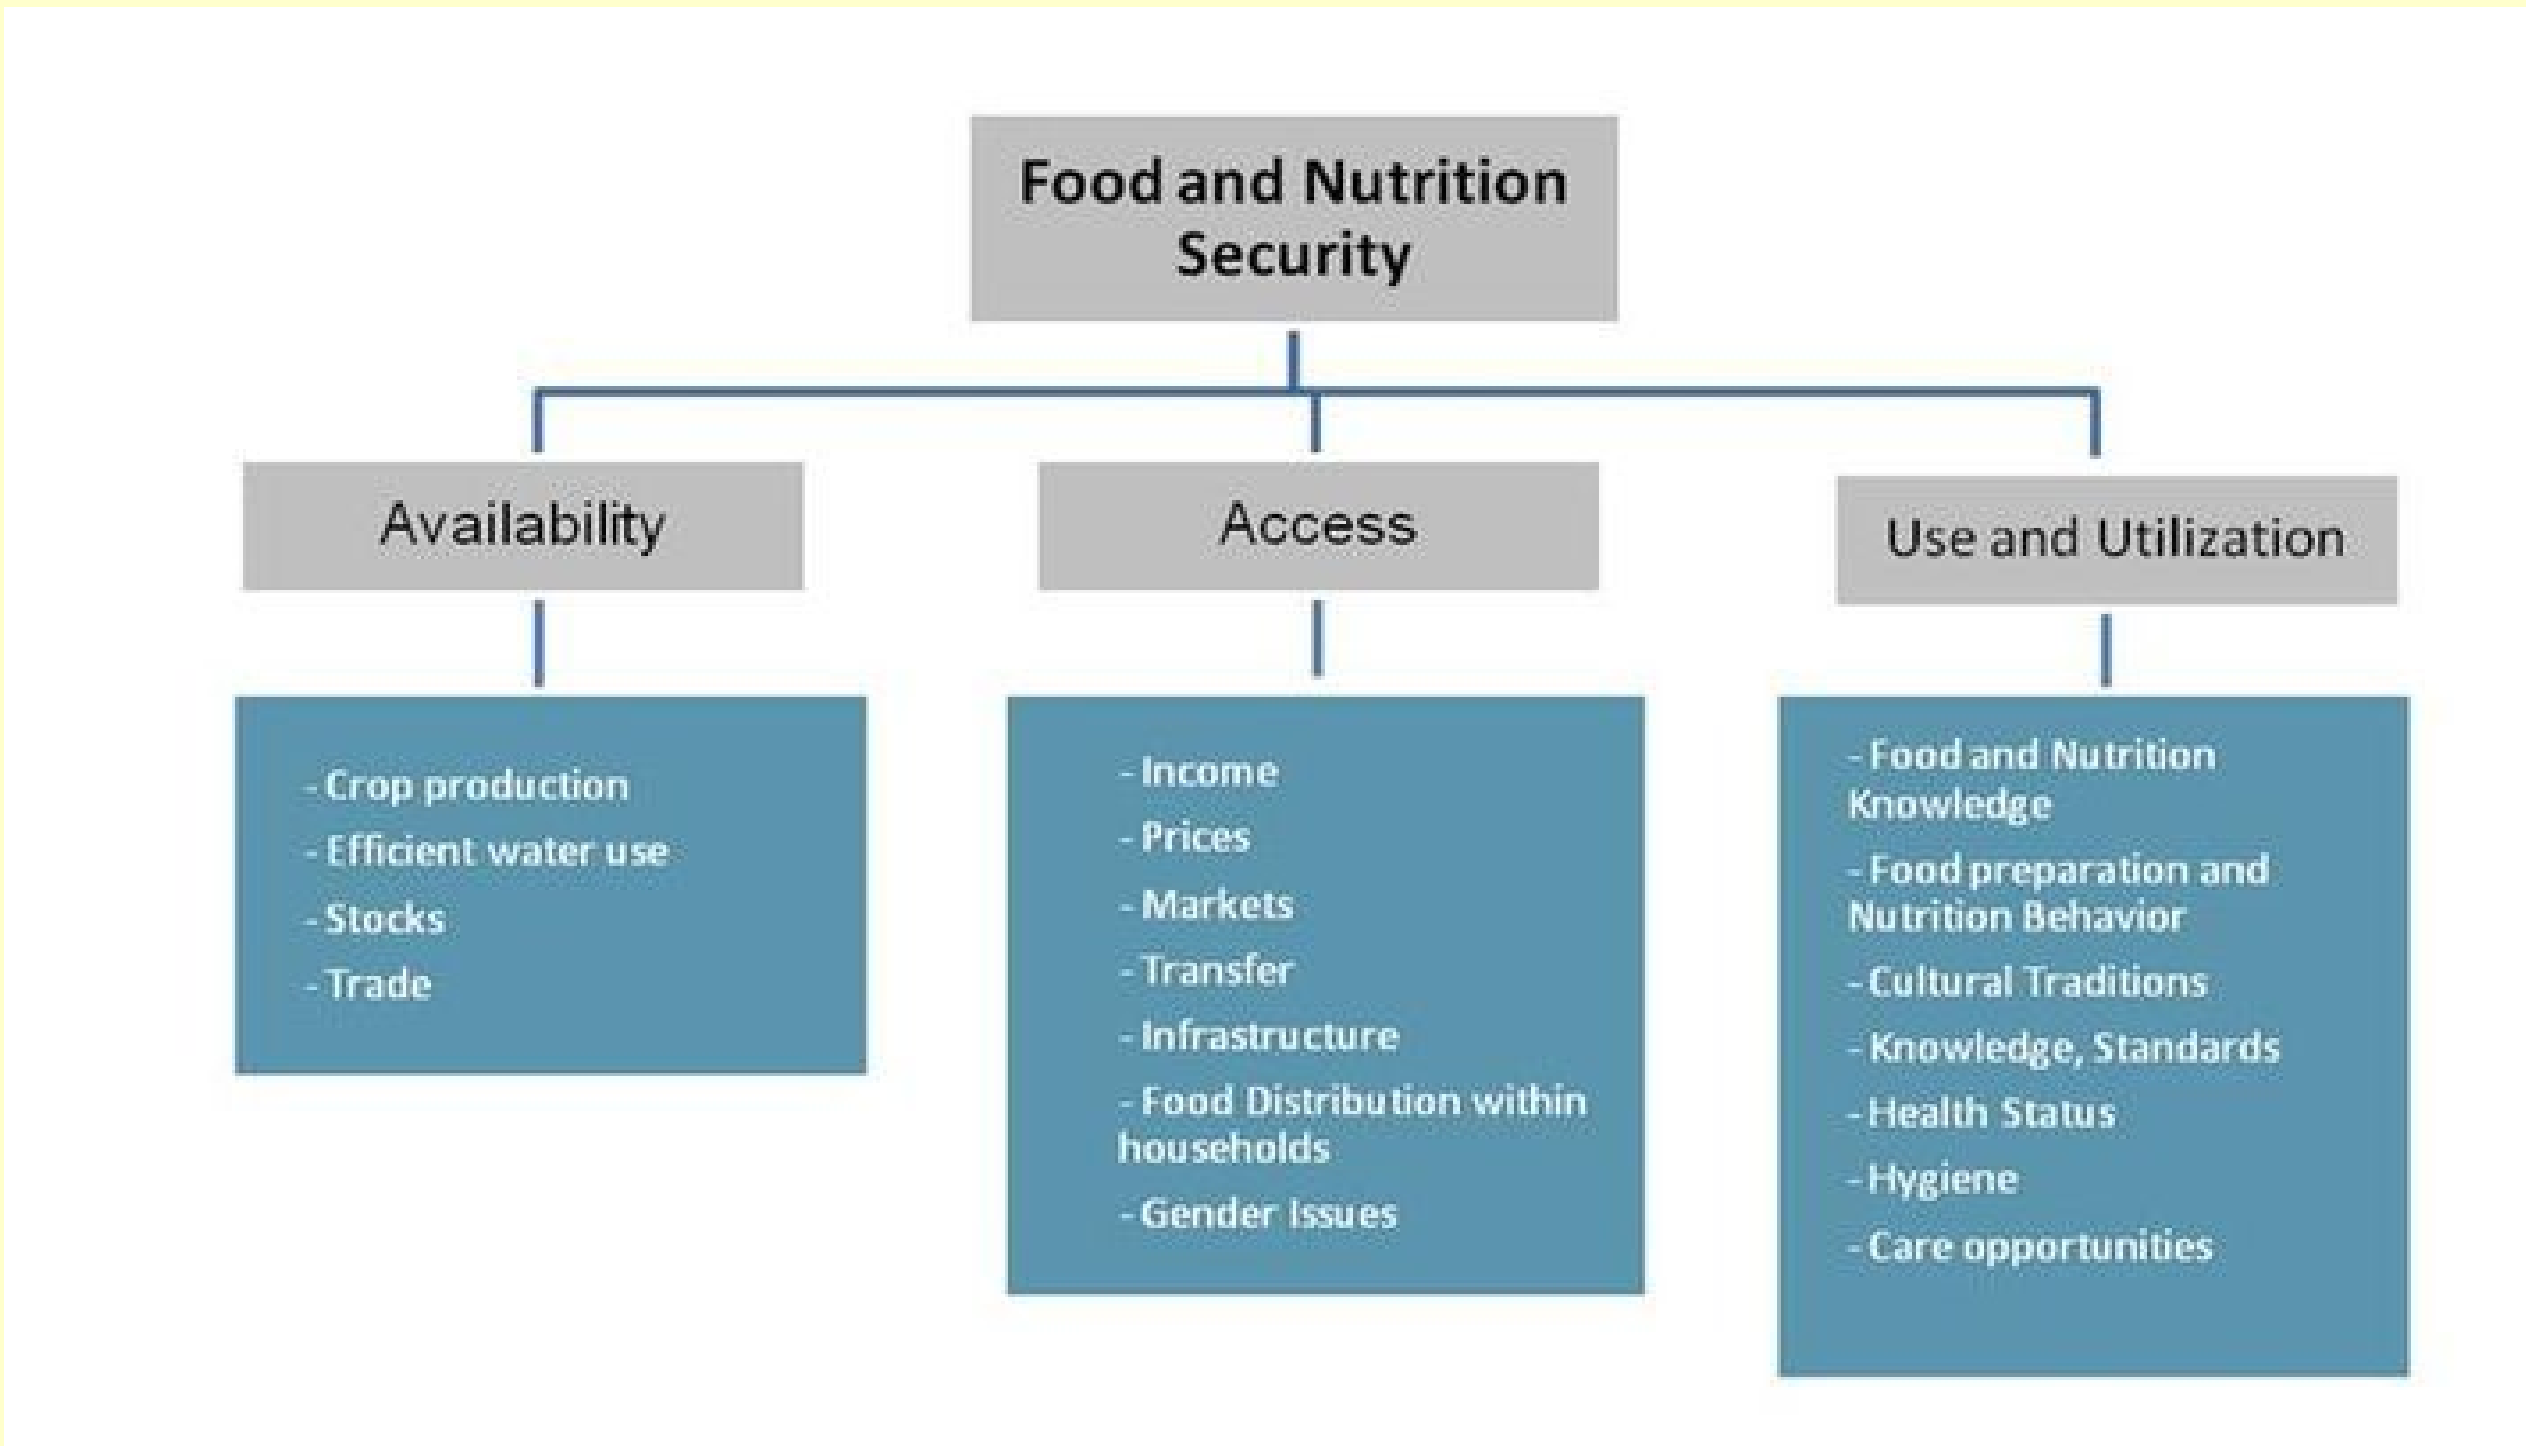 Food and Nutrition
Security
Availability
Access
Use and Utilization
- Crop production
- Efficient water use
- Stocks
- Trade
- Income
- Prices
- Markets
- Transfer
- Infrastructure
- Food Distribution within
households
- Gender Issues
- Food and Nutrition
Knowledge
- Food preparation and
Nutrition Behavior
- Cultural Traditions
- Knowledge, Standards
- Health Status
- Hygiene
- Care opportunities